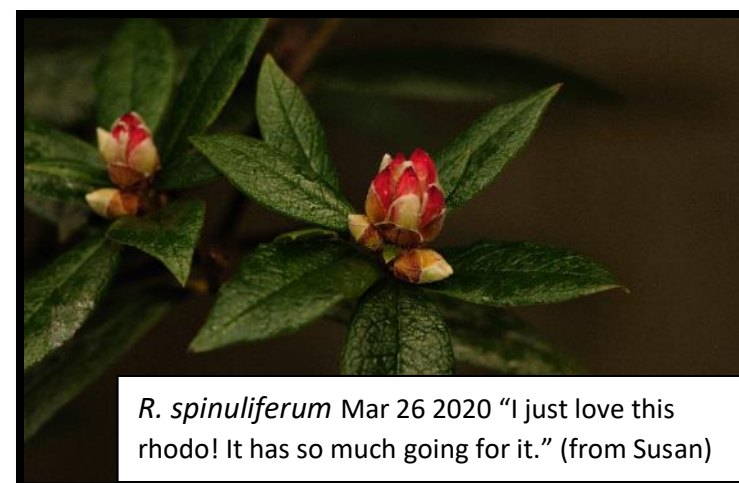 R. spinuliferum Mar 26 2020 “I just love this
rhodo! It has so much going for it.” (from Susan)